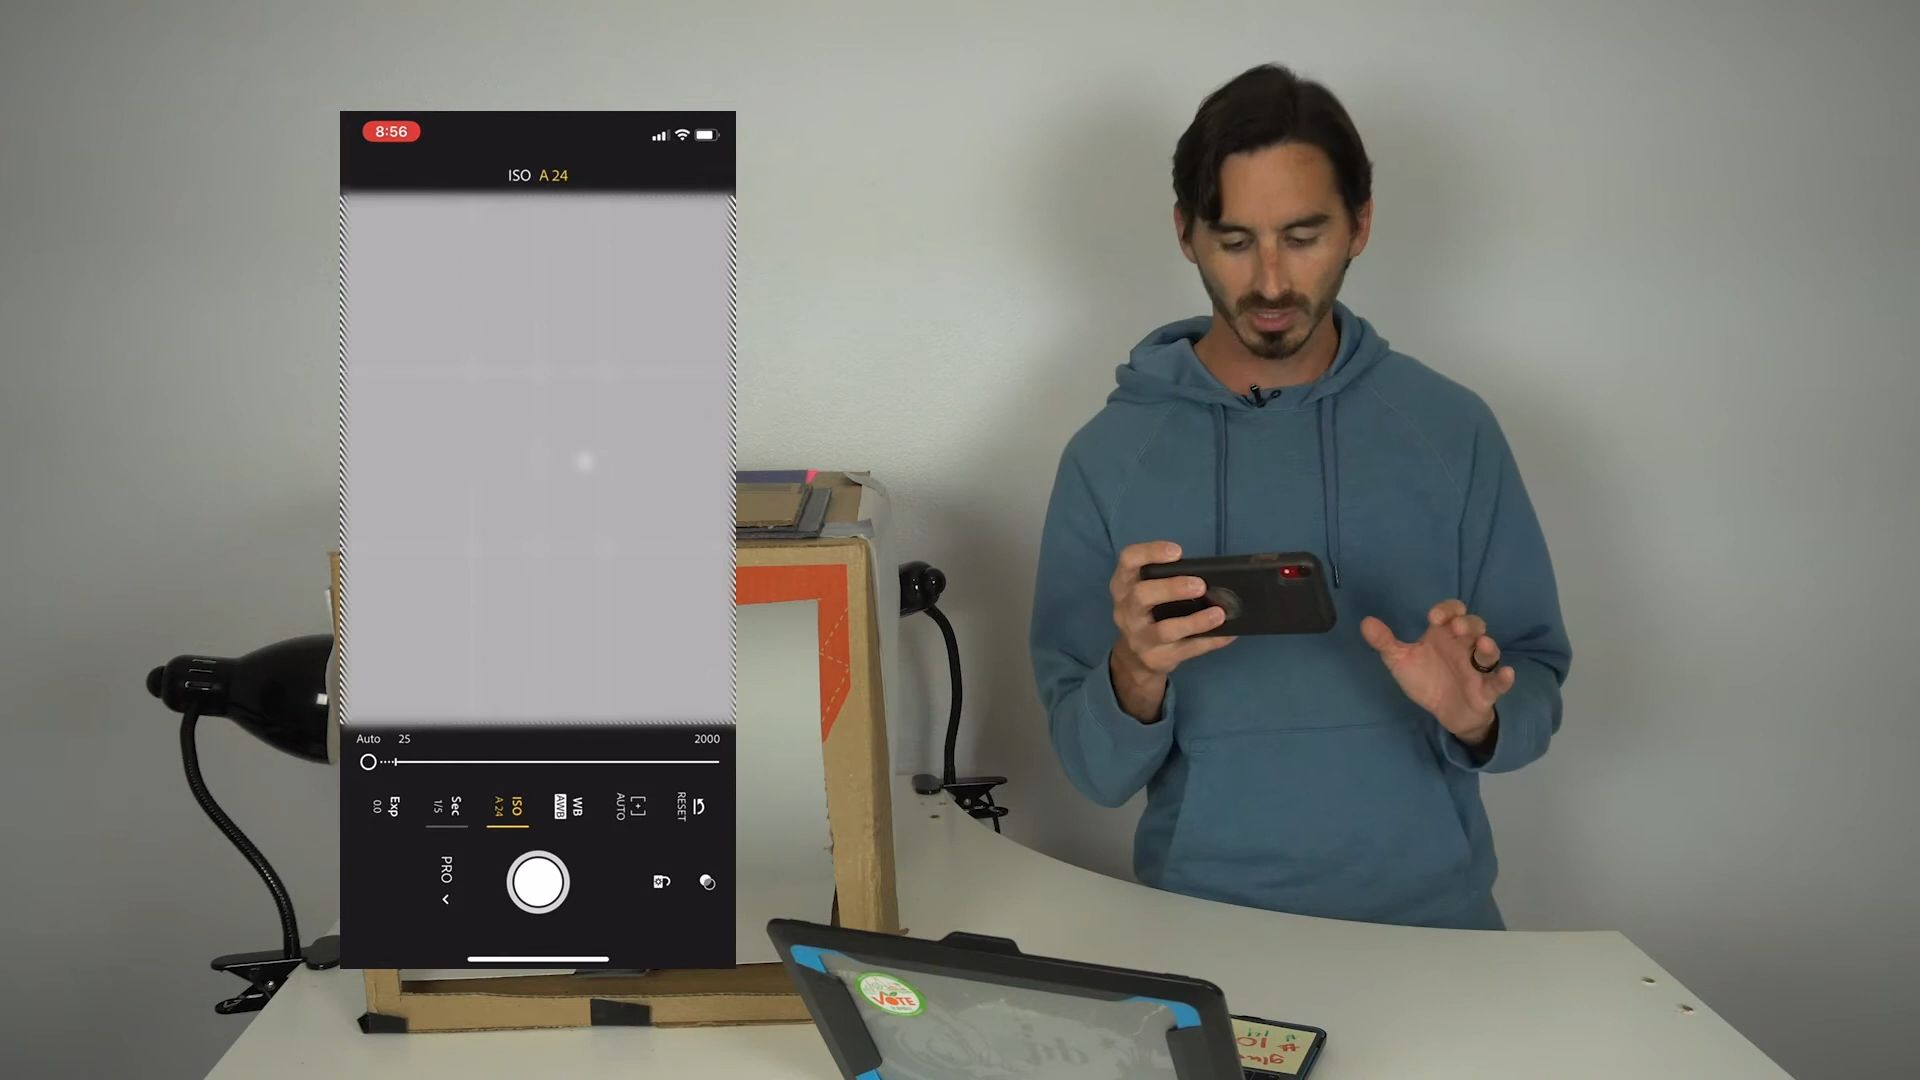 8:56
ISO A 24
Auto 25 2000
Exp
0.0
Sec
1/5
ISO
A 24
WB
AWB
[+]
AUTO
RESET
PRO
VOTE